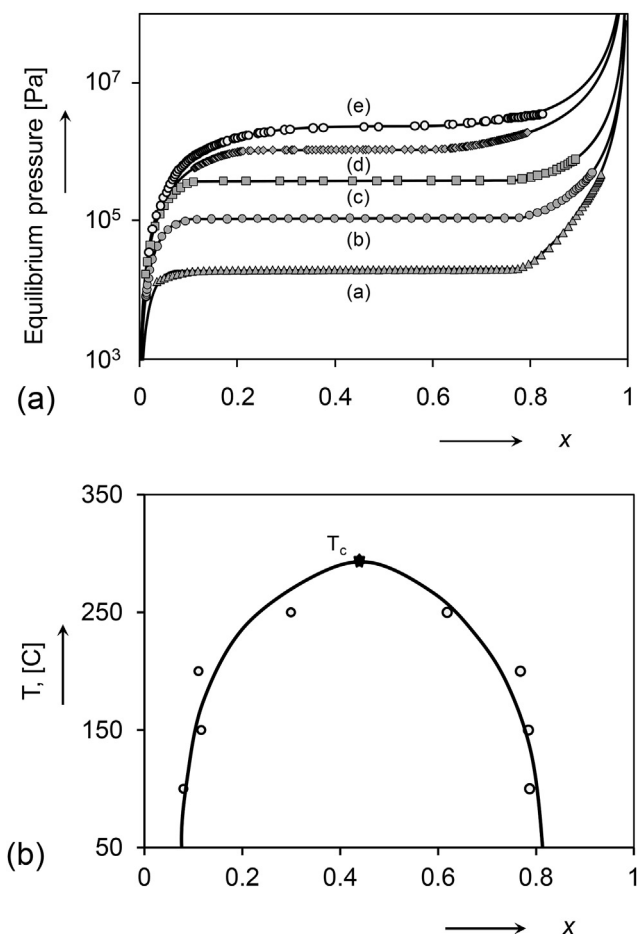 Equilibrium pressure [Pa]
10^7
10^5
10^3
(e)
(d)
(c)
(b)
(a)
(a)
0 0.2 0.4 0.6 0.8 1
x
T, [C]
350
250
150
50
T_c
(b)
0 0.2 0.4 0.6 0.8 1
x